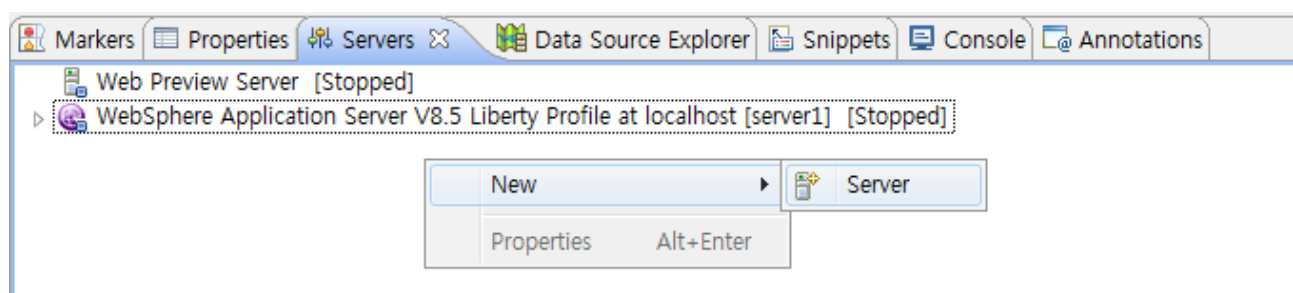 Markers Properties Servers Data Source Explorer Snippets Console Annotations
Web Preview Server [Stopped]
WebSphere Application Server V8.5 Liberty Profile at localhost [server1] [Stopped]
New Server
Properties Alt+Enter